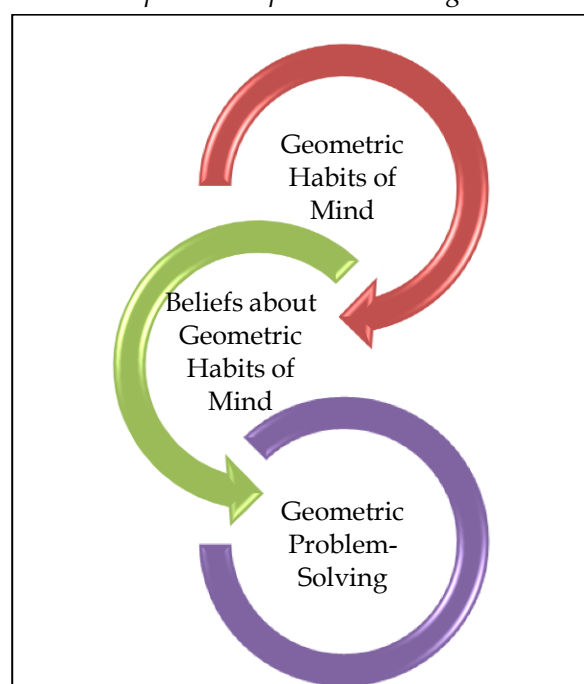 Geometric
Habits of
Mind
Beliefs about
Geometric
Habits of
Mind
Geometric
Problem-
Solving